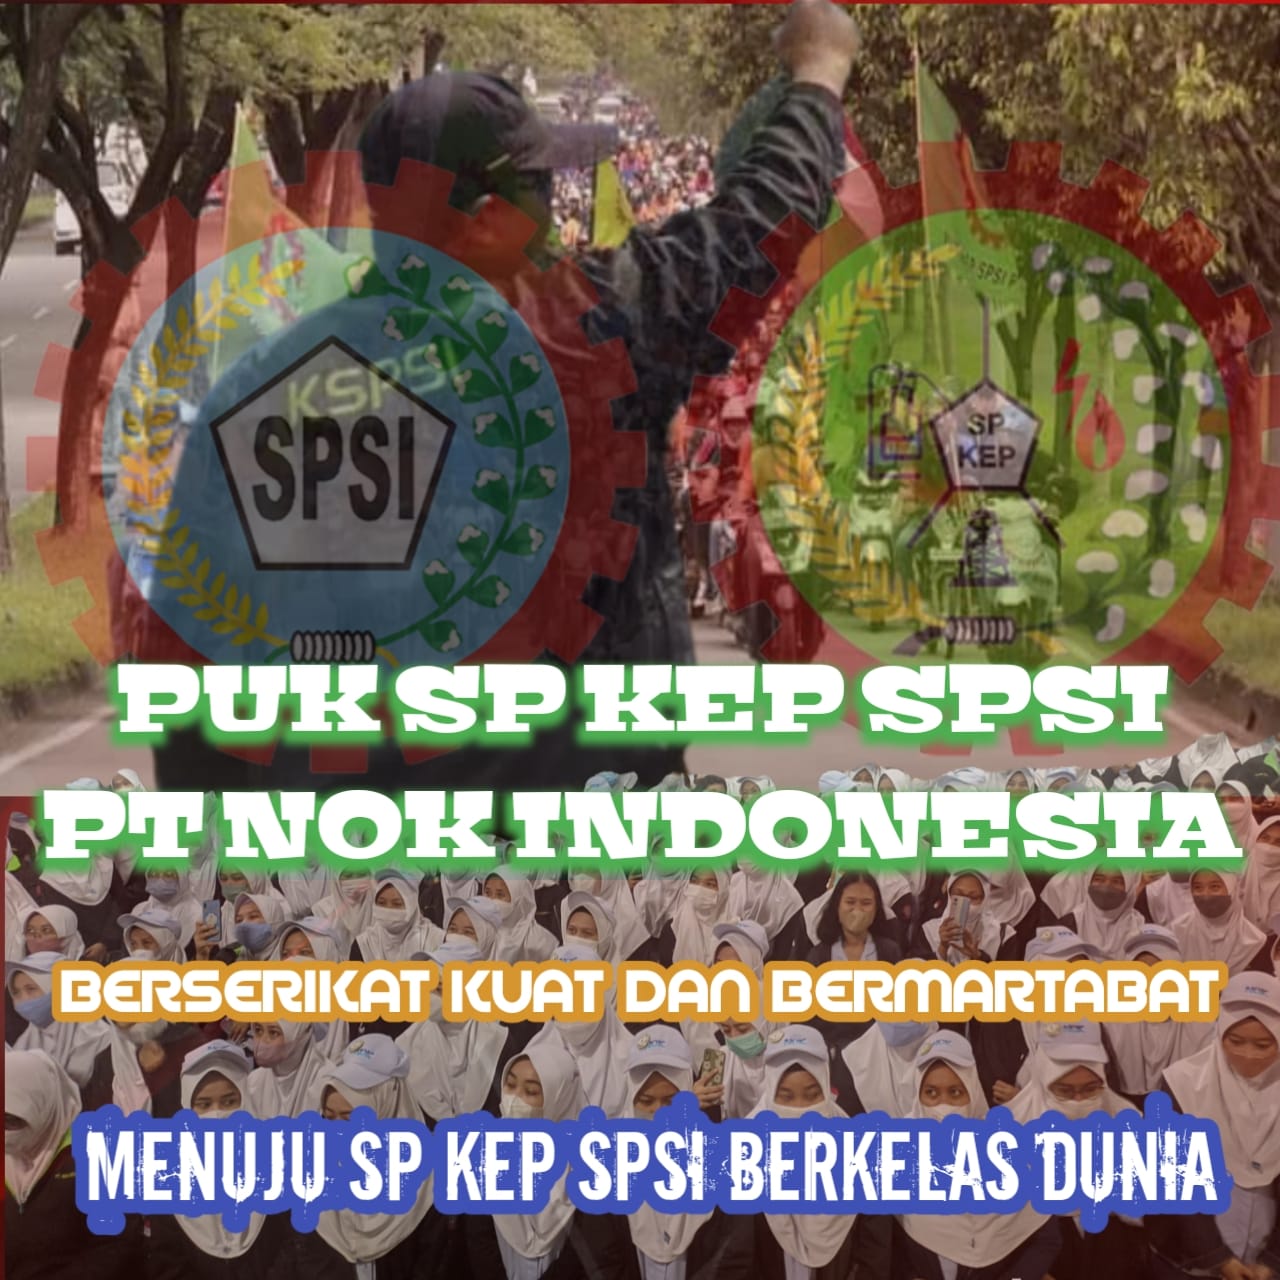 KSPSI
SPSI
SP
KEP
PUK SP KEP SPSI
PT NOK INDONESIA
BERSERIKAT KUAT DAN BERMARTABAT
MENUJU SP KEP SPSI BERKELAS DUNIA